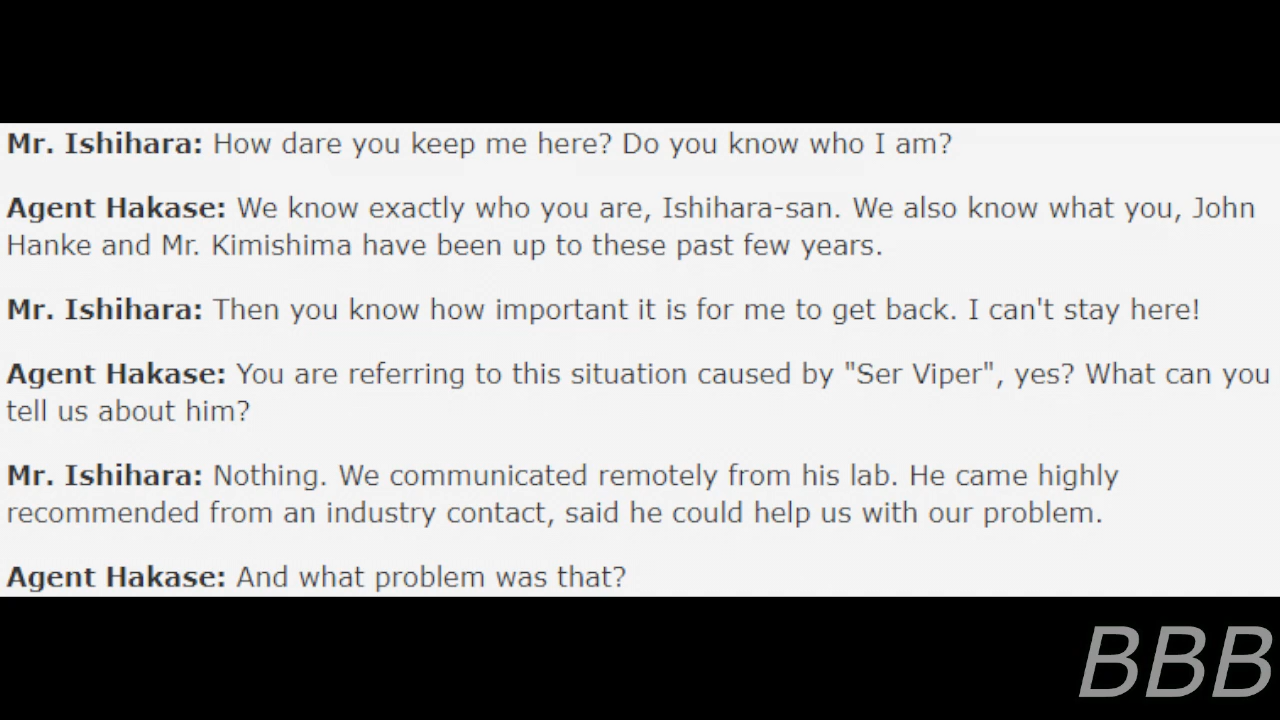 Mr. Ishihara: How dare you keep me here? Do you know who I am?
Agent Hakase: We know exactly who you are, Ishihara-san. We also know what you, John
Hanke and Mr. Kimishima have been up to these past few years.
Mr. Ishihara: Then you know how important it is for me to get back. I can't stay here!
Agent Hakase: You are referring to this situation caused by "Ser Viper", yes? What can you
tell us about him?
Mr. Ishihara: Nothing. We communicated remotely from his lab. He came highly
recommended from an industry contact, said he could help us with our problem.
Agent Hakase: And what problem was that?
BBB